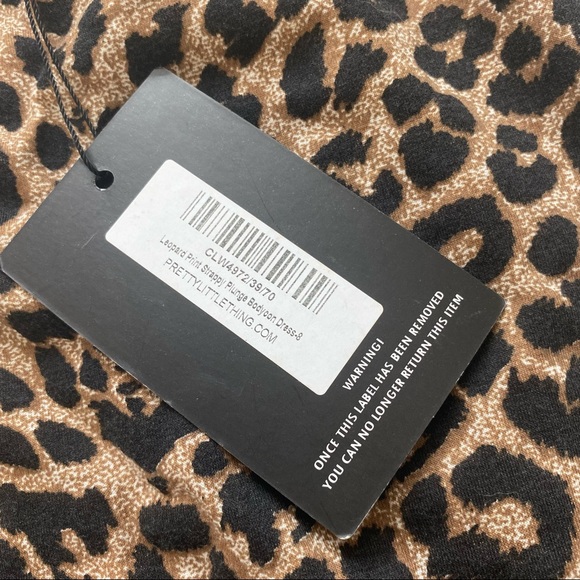 CLW4972/39/70
Leopard Print Strappy Plunge Bodycon Dress-8
PRETTYLITTLETHING.COM
WARNING!
ONCE THIS LABEL HAS BEEN REMOVED
YOU CAN NO LONGER RETURN THIS ITEM